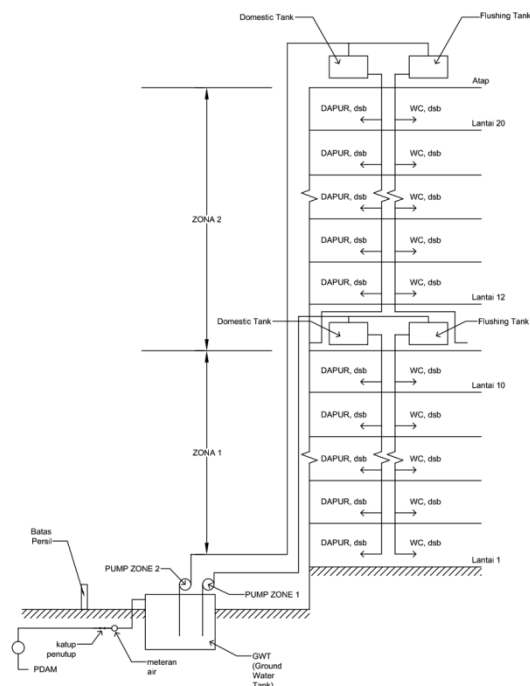 Domestic Tank
Flushing Tank
Atap
DAPUR, dsb
WC, dsb
Lantai 20
DAPUR, dsb
WC, dsb
DAPUR, dsb
WC, dsb
ZONA 2
DAPUR, dsb
WC, dsb
DAPUR, dsb
WC, dsb
Lantai 12
Domestic Tank
Flushing Tank
DAPUR, dsb
WC, dsb
Lantai 10
DAPUR, dsb
WC, dsb
ZONA 1
DAPUR, dsb
WC, dsb
DAPUR, dsb
WC, dsb
Batas
Persil
DAPUR, dsb
WC, dsb
Lantai 1
PUMP ZONE 2
PUMP ZONE 1
katup
penutup
meteran
air
PDAM
GWT
(Ground
Water
Tank)